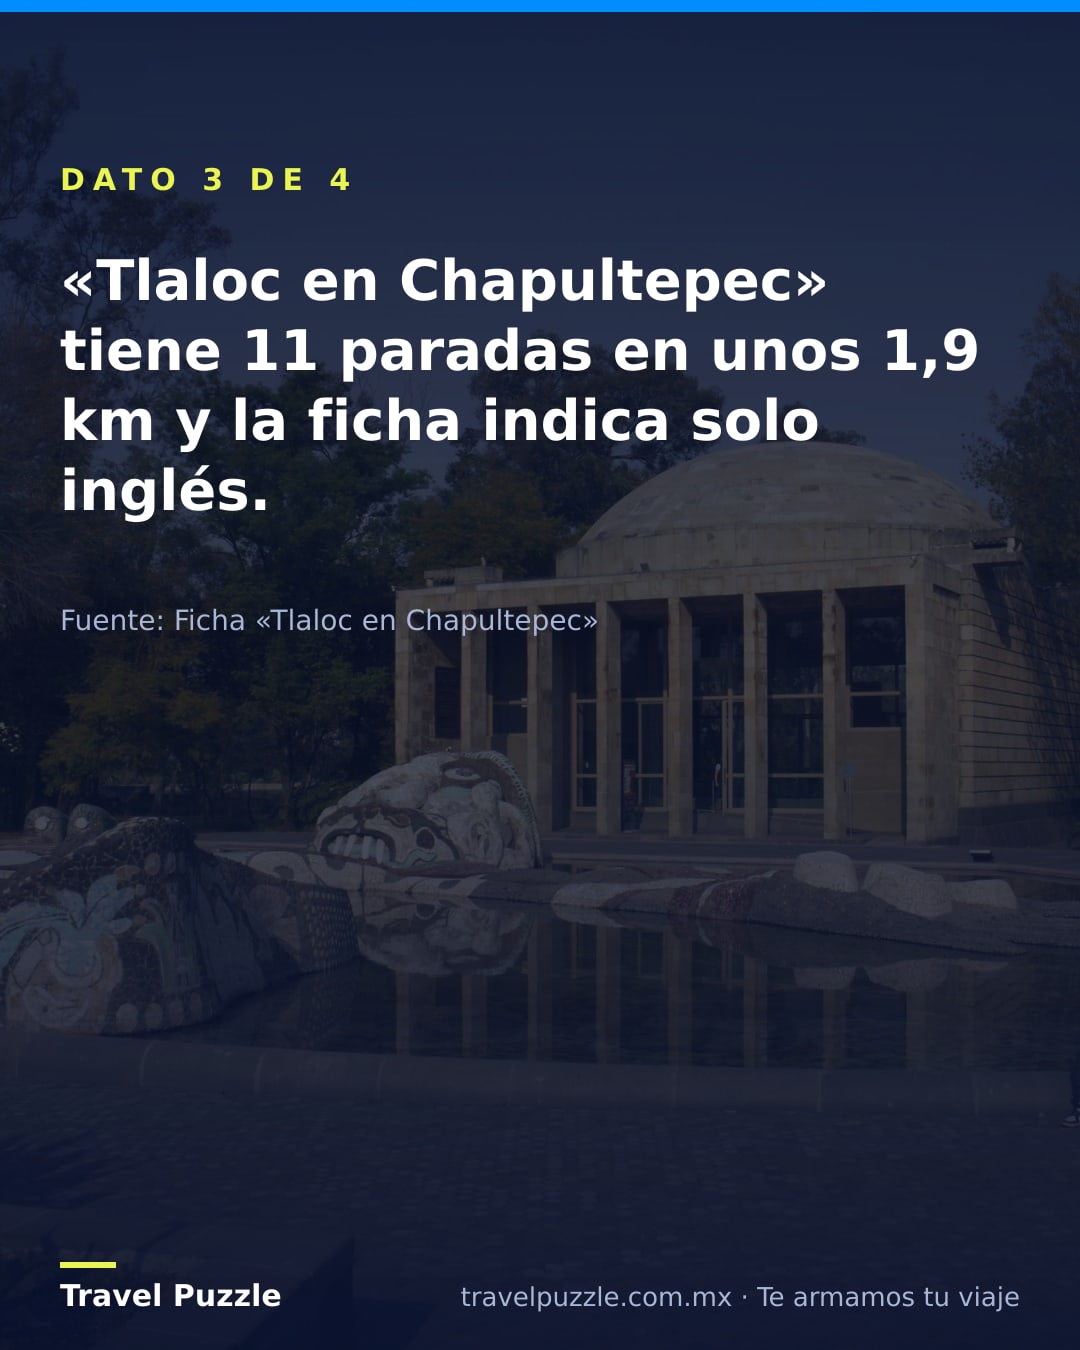 DATO 3 DE 4
«Tlaloc en Chapultepec»
tiene 11 paradas en unos 1,9
km y la ficha indica solo
inglés.
Fuente: Ficha «Tlaloc en Chapultepec»
Travel Puzzle
travelpuzzle.com.mx · Te armamos tu viaje